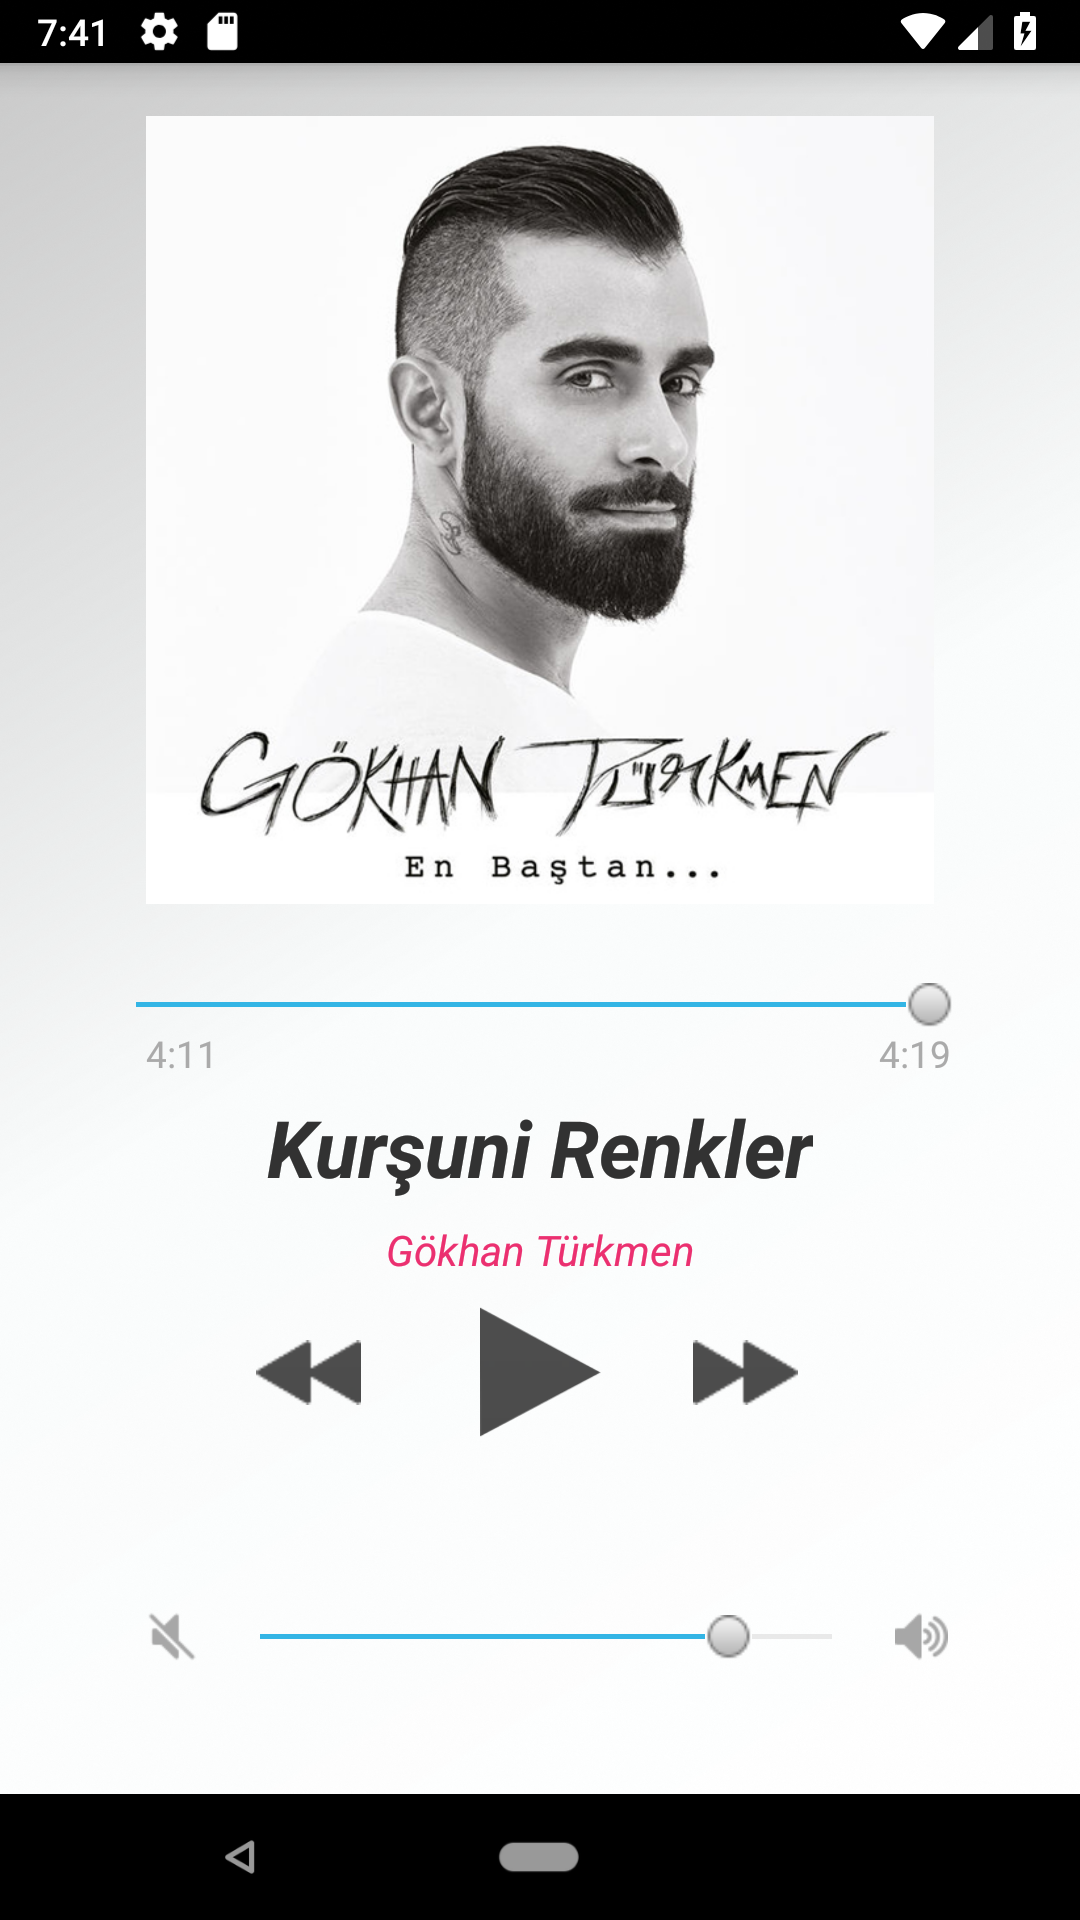 7:41
GÖKHAN TÜRKMEN
En Baştan...
4:11
4:19
Kurşuni Renkler
Gökhan Türkmen